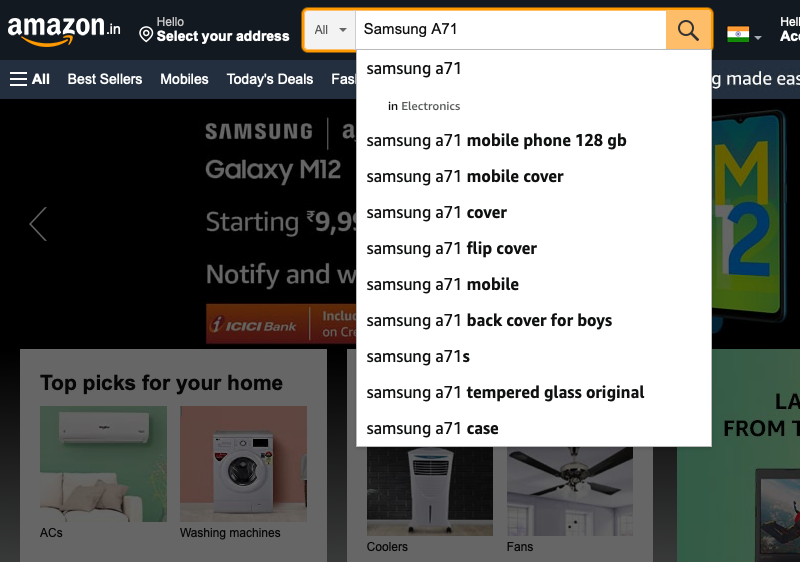 amazon.in
Hello
Select your address
All
Samsung A71
Hell
Acc
All
Best Sellers
Mobiles
Today's Deals
Fas
g made eas
samsung a71
in Electronics
samsung a71 mobile phone 128 gb
samsung a71 mobile cover
samsung a71 cover
samsung a71 flip cover
samsung a71 mobile
samsung a71 back cover for boys
samsung a71s
samsung a71 tempered glass original
samsung a71 case
SAMSUNG
Galaxy M12
Starting ₹9,99
Notify and w
ICICI Bank
Inclu
on Cre
M
12
Top picks for your home
ACs
Washing machines
Coolers
Fans
LA
FROM T